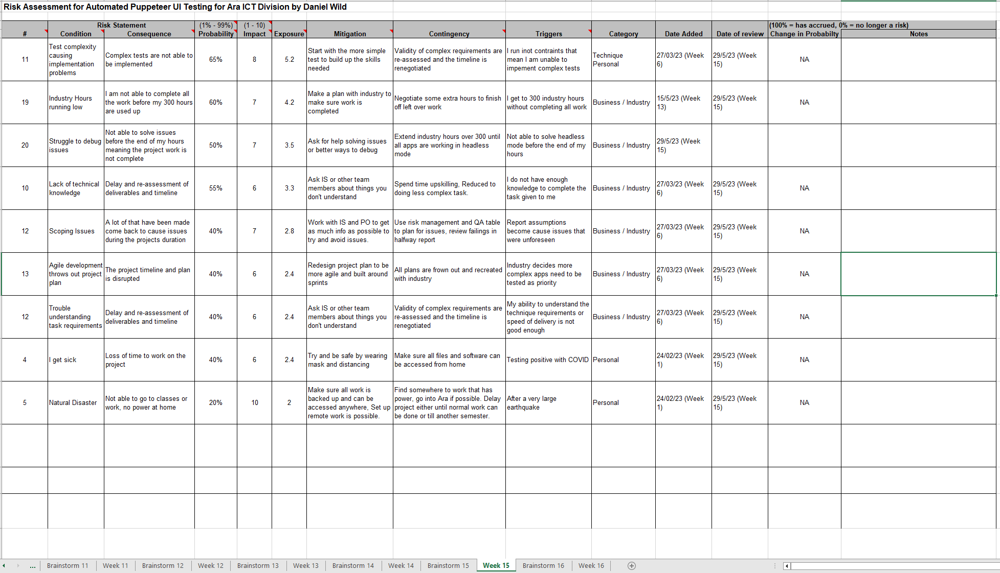 Risk Assessment for Automated Puppeteer UI Testing for Ara ICT Division by Daniel Wild
Risk Statement (1% - 99%) (1 - 10) (100% = has accrued, 0% = no longer a risk)
# Condition Consequence Probability Impact Exposure Mitigation Contingency Triggers Category Date Added Date of review Change in Probabilty Notes
11
Test complexity
causing
implementation
problems
Complex tests are not able to
be implemented
65%
8
5.2
Start with the more simple
test to build up the skills
needed
Validity of complex requirements are
re-assessed and the timeline is
renegotiated
I run inot contraints that
mean I am unable to
impement complex tests
Technique
Personal
27/03/23 (Week
6)
29/5/23 (Week
15)
NA
19
Industry Hours
running low
I am not able to complete all
the work before my 300 hours
are used up
60%
7
4.2
Make a plan with industry to
make sure work is
completed
Negotiate some extra hours to finish
off left over work
I get to 300 industry hours
without completing all work
Business / Industry
15/5/23 (Week
13)
29/5/23 (Week
15)
NA
20
Struggle to debug
issues
Not able to solve issues
before the end of my hours
meaning the project work is
not complete
50%
7
3.5
Ask for help solving issues
or better ways to debug
Extend industry hours over 300 until
all apps are working in headless
mode
Not able to solve headless
mode before the end of my
hours
Business / Industry
29/5/23 (Week
15)
10
Lack of technical
knowledge
Delay and re-assessment of
deliverables and timeline
55%
6
3.3
Ask IS or other team
members about things you
don't understand
Spend time upskilling, Reduced to
doing less complex task.
I do not have enough
knowledge to complete the
task given to me
Business / Industry
27/03/23 (Week
6)
29/5/23 (Week
15)
NA
12
Scoping Issues
A lot of that have been made
come back to cause issues
during the projects duration
40%
7
2.8
Work with IS and PO to get
as much info as possible to
try and avoid issues.
Use risk management and QA table
to plan for issues, review failings in
halfway report
Report assumptions
become cause issues that
were unforeseen
Business / Industry
27/03/23 (Week
6)
29/5/23 (Week
15)
NA
13
Agile development
throws out project
plan
The project timeline and plan
is disrupted
40%
6
2.4
Redesign project plan to be
more agile and built around
sprints
All plans are frown out and recreated
with industry
Industry decides more
complex apps need to be
tested as priority
Business / Industry
27/03/23 (Week
6)
29/5/23 (Week
15)
NA
12
Trouble
understanding
task requirements
Delay and re-assessment of
deliverables and timeline
40%
6
2.4
Ask IS or other team
members about things you
don't understand
Validity of complex requirements are
re-assessed and the timeline is
renegotiated
My ability to understand the
technique requirements or
speed of delivery is not
good enough
Business / Industry
27/03/23 (Week
6)
29/5/23 (Week
15)
NA
4
I get sick
Loss of time to work on the
project
40%
6
2.4
Try and be safe by wearing
mask and distancing
Make sure all files and software can
be accessed from home
Testing positive with COVID
Personal
24/02/23 (Week
1)
29/5/23 (Week
15)
NA
5
Natural Disaster
Not able to go to classes or
work, no power at home
20%
10
2
Make sure all work is
backed up and can be
accessed anywhere, Set up
remote work is possible.
Find somewhere to work that has
power, go into Ara if possible. Delay
project either until normal work can
be done or till another semester.
After a very large
earthquake
Personal
24/02/23 (Week
1)
29/5/23 (Week
15)
NA
... Brainstorm 11 Week 11 Brainstorm 12 Week 12 Brainstorm 13 Week 13 Brainstorm 14 Week 14 Brainstorm 15 Week 15 Brainstorm 16 Week 16